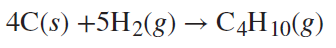 4C(s) +5H₂(g) → C₄H₁₀(g)